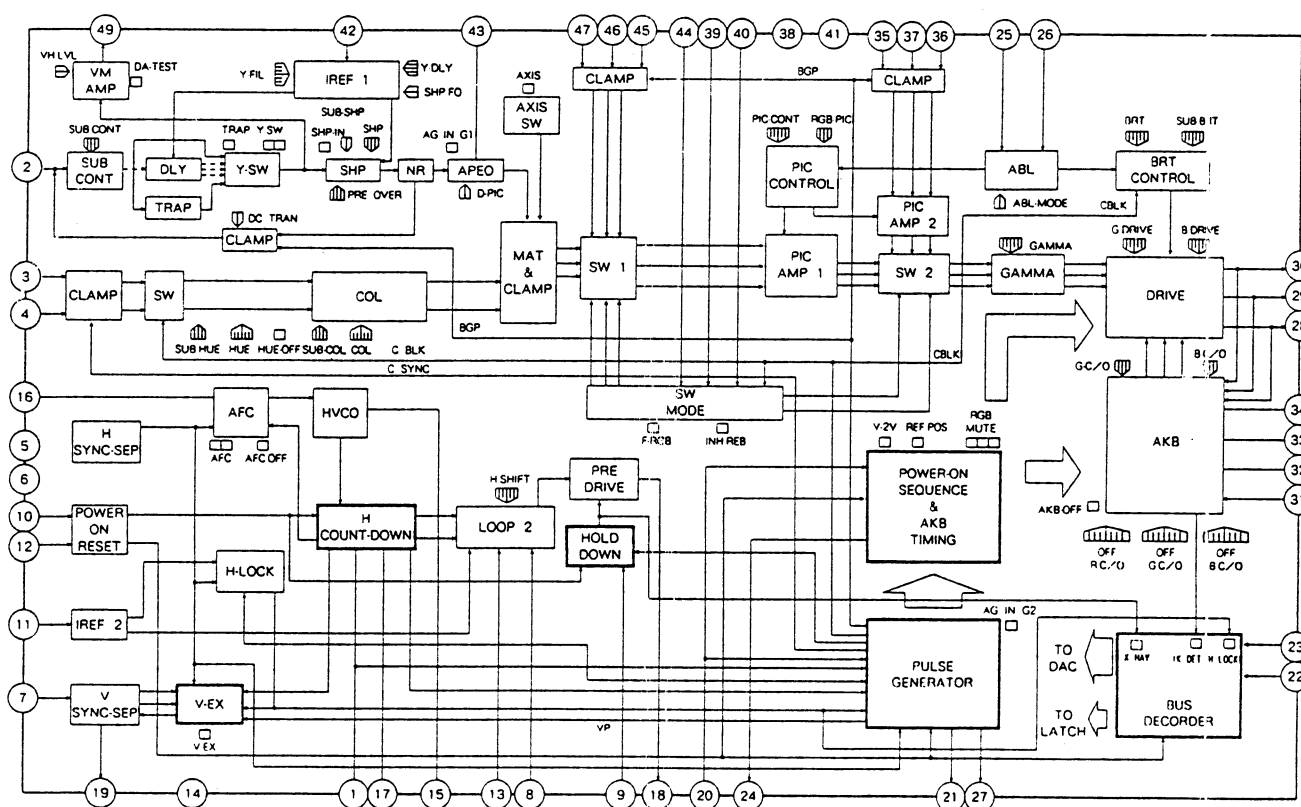 49 42 43 47 46 45 44 39 40 38 41 35 37 36 25 26
VH LVL
VM AMP
DA-TEST
Y-FIL
IREF 1
Y-DLY
SHP FO
SUB-SHP
CLAMP
BGP
CLAMP
AXIS
AXIS SW
2
SUB CONT
SUB CONT
DLY
TRAP
TRAP Y SW
Y-SW
SHP-IN
SHP
SHP
PRE OVER
NR
AG IN G1
APEO
D-PIC
DC TRAN
CLAMP
PIC CONT
RGB PIC
PIC CONTROL
PIC AMP 2
ABL
ABL-MODE
BRT
BRT CONTROL
CBLK
3
4
CLAMP
SW
COL
MAT & CLAMP
SW 1
PIC AMP 1
SW 2
GAMMA
GAMMA
G DRIVE
B DRIVE
DRIVE
30
29
28
SUB HUE
HUE
HUE-OFF
SUB-COL
COL
BGP
C BLK
C SYNC
CBLK
G-C/O
B C/O
16
5
6
AFC
HVCO
H SYNC-SEP
AFC
AFC OFF
SW MODE
INH REB
V-2V
REF POS
RGB MUTE
POWER-ON SEQUENCE & AKB TIMING
AKB
AKB-OFF
34
33
32
31
OFF R C/O
OFF G C/O
OFF B C/O
10
12
POWER ON RESET
H COUNT-DOWN
H SHIFT
LOOP 2
PRE DRIVE
HOLD DOWN
H-LOCK
11
IREF 2
AG IN G2
PULSE GENERATOR
TO DAC
TO LATCH
H LOCK
BUS DECORDER
23
22
7
V SYNC-SEP
V-EX
V EX
VP
19 14 1 17 15 13 8 9 18 20 24 21 27